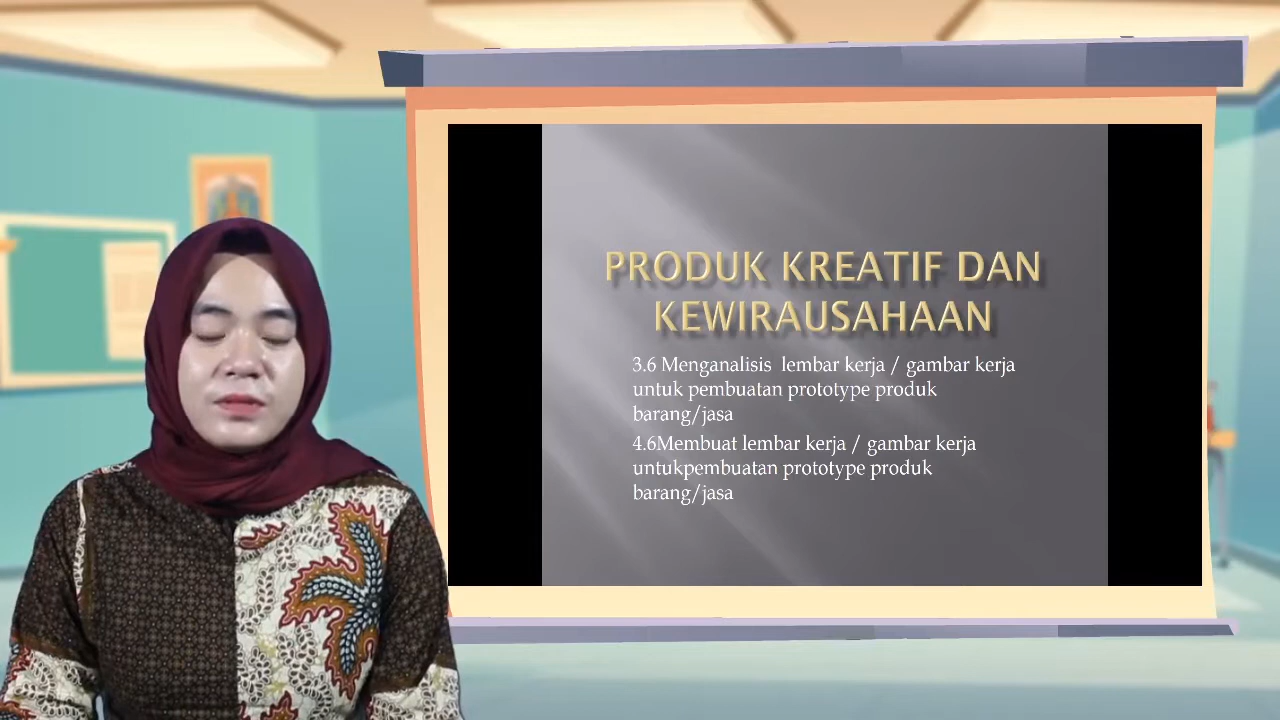 PRODUK KREATIF DAN
KEWIRAUSAHAAN
3.6 Menganalisis lembar kerja / gambar kerja
untuk pembuatan prototype produk
barang/jasa
4.6Membuat lembar kerja / gambar kerja
untukpembuatan prototype produk
barang/jasa